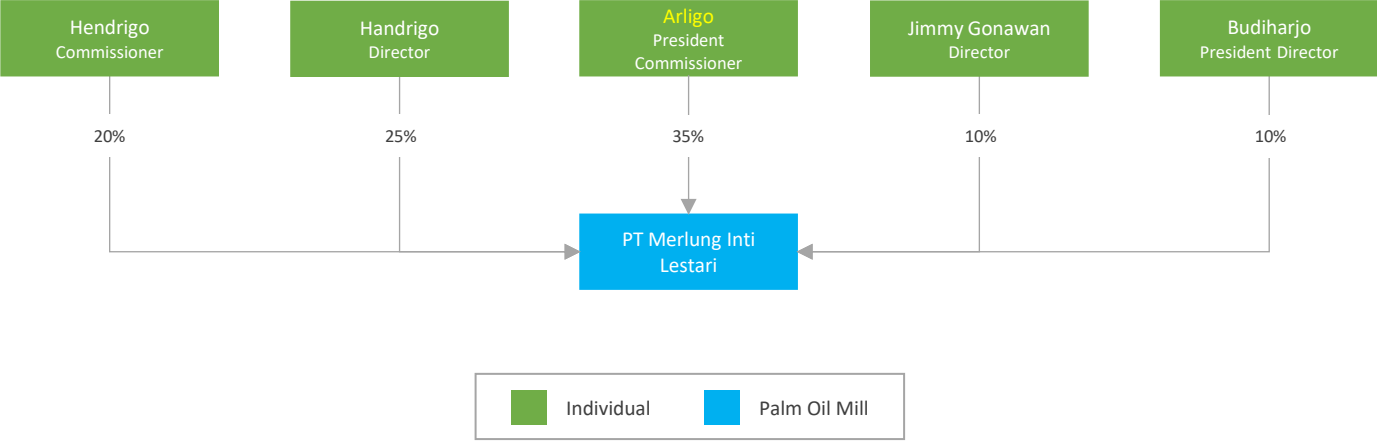 Hendrigo
Commissioner
Handrigo
Director
Arligo
President
Commissioner
Jimmy Gonawan
Director
Budiharjo
President Director
20%
25%
35%
10%
10%
PT Merlung Inti
Lestari
Individual
Palm Oil Mill